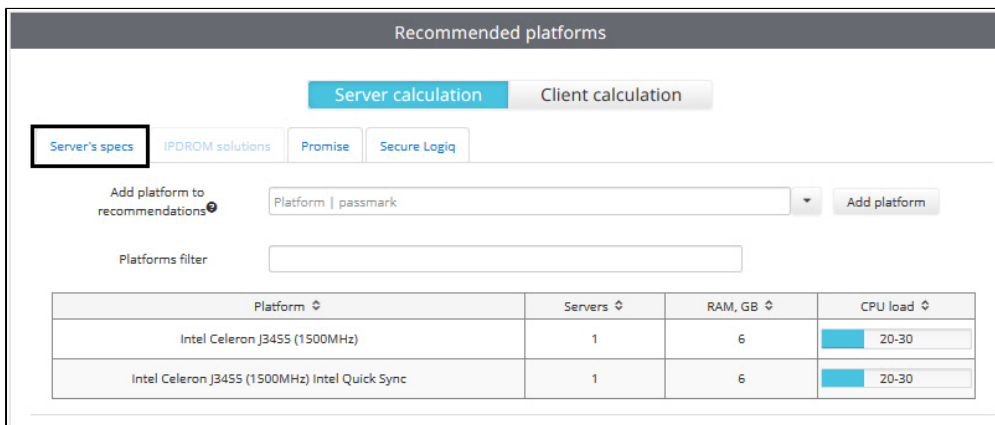 Recommended platforms
Server calculation Client calculation
Server's specs IPDROM solutions Promise Secure Logiq
Add platform to
recommendations? Platform | passmark Add platform
Platforms filter
Platform Servers RAM, GB CPU load
Intel Celeron J3455 (1500MHz) 1 6 20-30
Intel Celeron J3455 (1500MHz) Intel Quick Sync 1 6 20-30